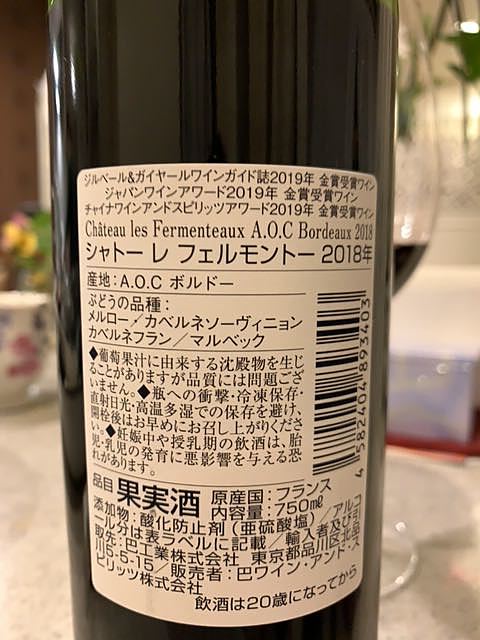 ジルベール&ガイヤールワインガイド誌2019年 金賞受賞ワイン
ジャパンワインアワード2019年 金賞受賞ワイン
チャイナワインアンドスピリッツアワード2019年 金賞受賞ワイン
Château les Fermenteaux A.O.C Bordeaux 2018
シャトー レ フェルモントー 2018年
産地:A.O.C ボルドー
ぶどうの品種:
メルロー/カベルネソーヴィニョン
カベルネフラン/マルベック
◆葡萄果汁に由来する沈殿物を生じ
ることがありますが品質には問題ござ
いません。◆瓶への衝撃・冷凍保存・
直射日光・高温多湿での保存を避け、
開栓後はお早めにお召し上がりくださ
い。◆妊娠中や授乳期の飲酒は、胎
児・乳児の発育に悪影響を与える恐
れがあります。
4582404893403
品目 果実酒 原産国:フランス
内容量:750㎖
添加物:酸化防止剤(亜硫酸塩)/アルコ
ール分は表ラベルに記載/輸入者及び引
取先:巴工業株式会社 東京都品川区北品
川5-5-15/販売者:巴ワイン・アンド・ス
ピリッツ株式会社
飲酒は20歳になってから